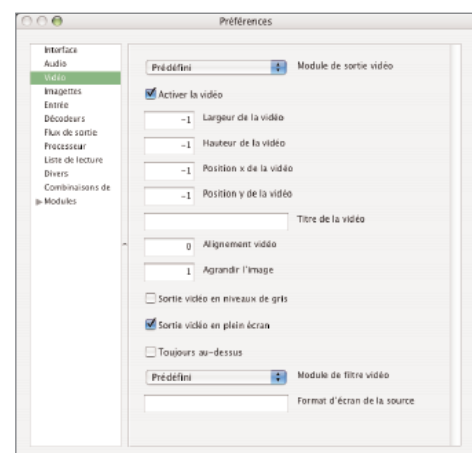 Préférences
Interface
Audio
Vidéo
Imagettes
Entrée
Décodeurs
Flux de sortie
Processeur
Liste de lecture
Divers
Combinaisons de
Modules
Prédéfini Module de sortie vidéo
Activer la vidéo
-1 Largeur de la vidéo
-1 Hauteur de la vidéo
-1 Position x de la vidéo
-1 Position y de la vidéo
Titre de la vidéo
0 Alignement vidéo
1 Agrandir l'image
Sortie vidéo en niveaux de gris
Sortie vidéo en plein écran
Toujours au-dessus
Prédéfini Module de filtre vidéo
Format d'écran de la source